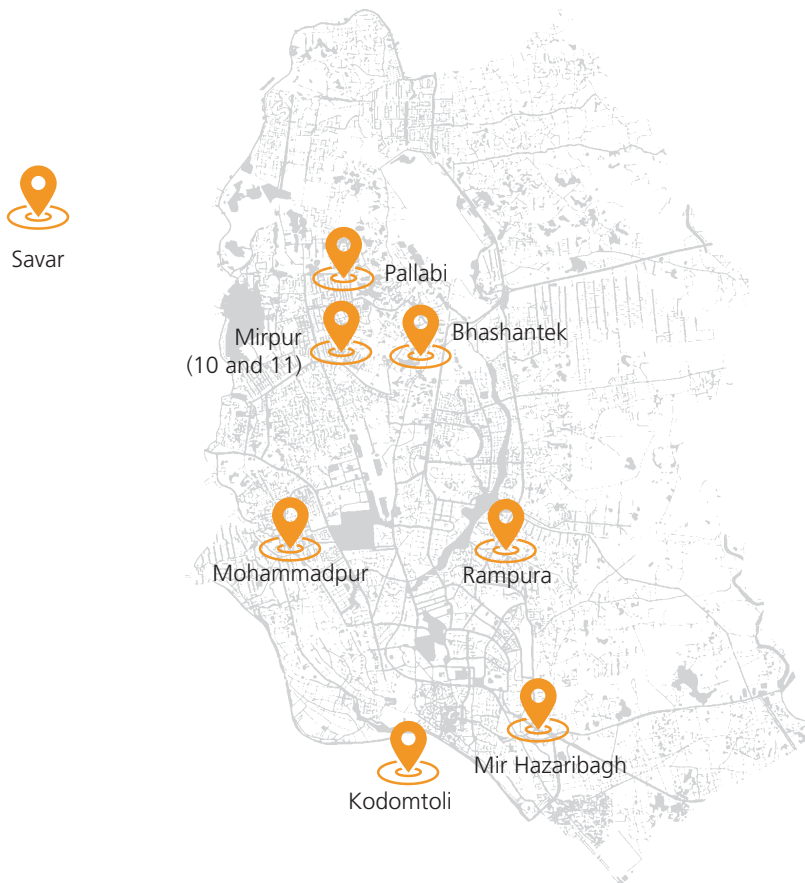 Savar
Pallabi
Mirpur
(10 and 11)
Bhashantek
Mohammadpur
Rampura
Mir Hazaribagh
Kodomtoli